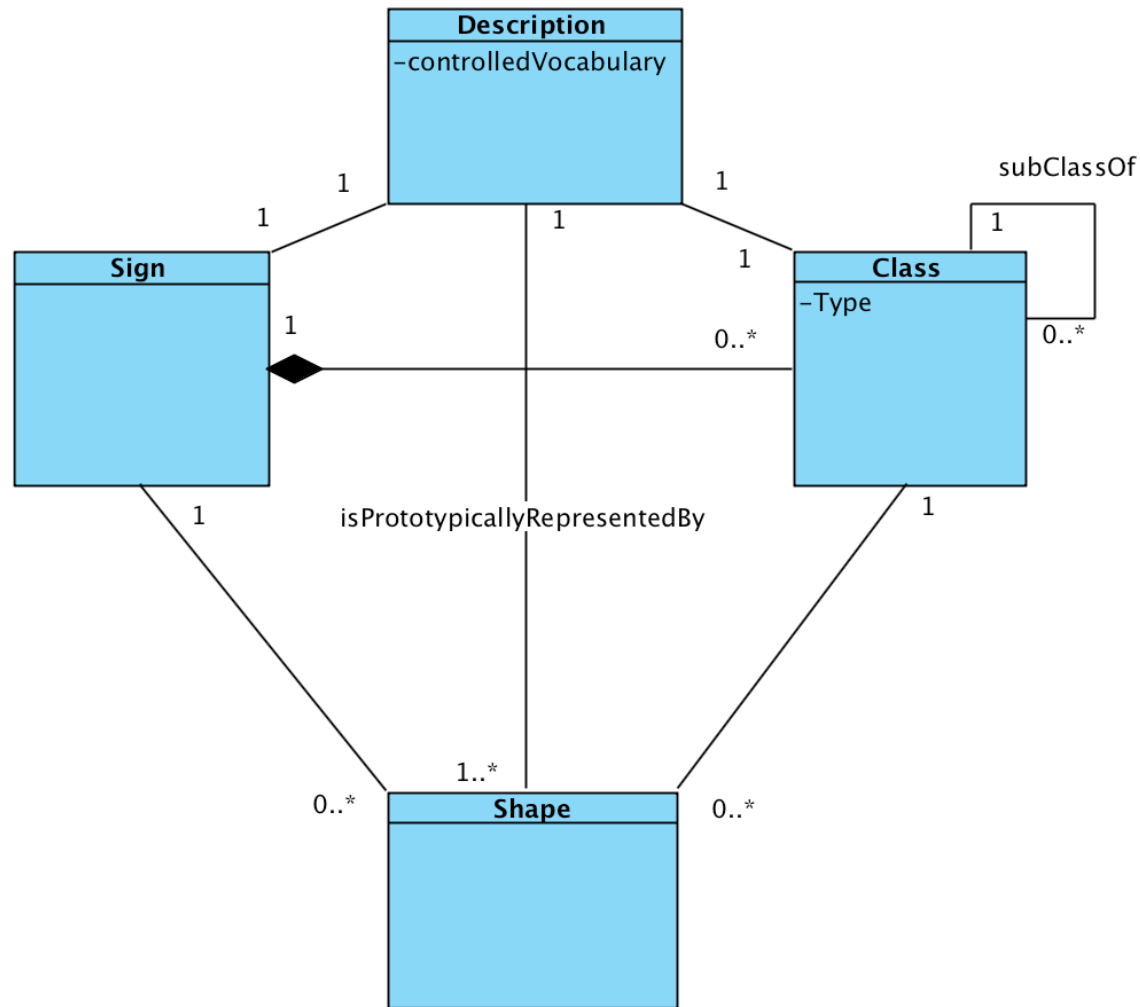 Description
-controlledVocabulary
subClassOf
1
1
1
1
1
1
Sign
Class
1
-Type
1
0..*
0..*
1
isPrototypicallyRepresentedBy
1
1..*
0..*
0..*
Shape